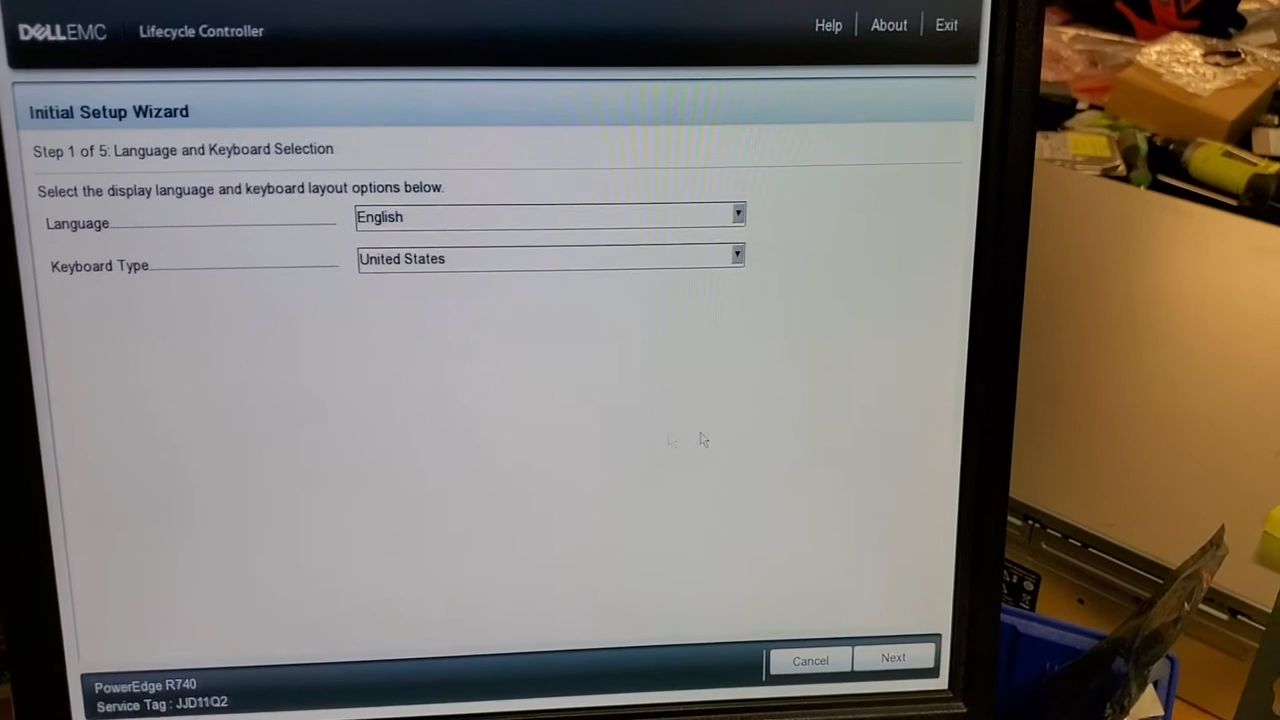 DELLEMC Lifecycle Controller Help About Exit
Initial Setup Wizard
Step 1 of 5: Language and Keyboard Selection
Select the display language and keyboard layout options below.
Language English
Keyboard Type United States
Cancel Next
PowerEdge R740
Service Tag : JJD11Q2